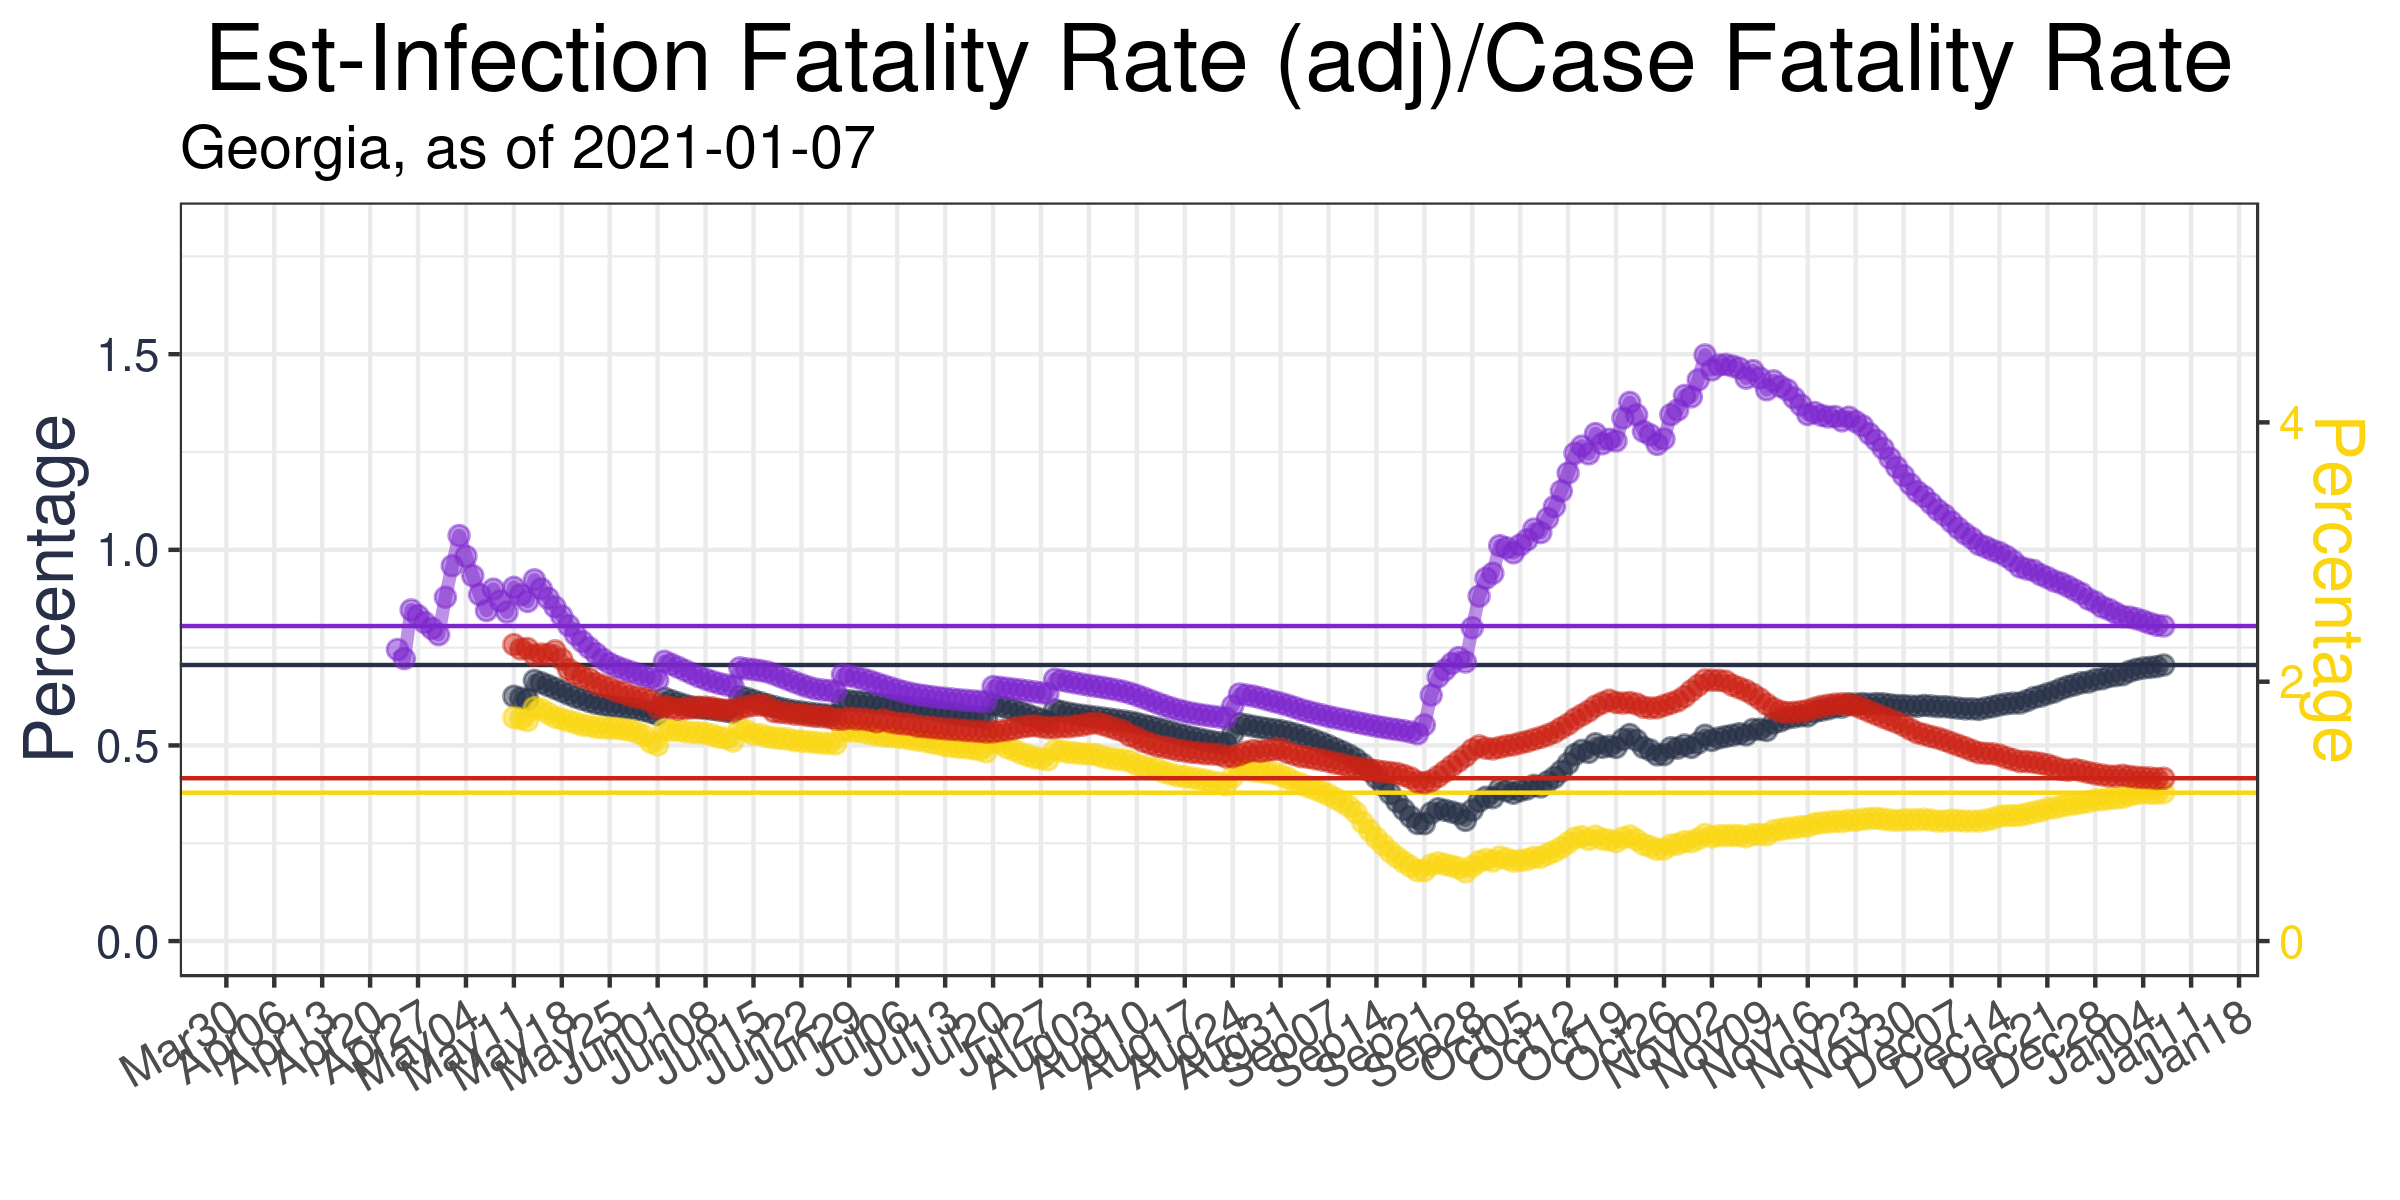 Est-Infection Fatality Rate (adj)/Case Fatality Rate
Georgia, as of 2021-01-07
Percentage
1.5
1.0
0.5
0.0
4
2
0
Percentage
Mar30
Apr06
Apr13
Apr20
Apr27
May04
May11
May18
May25
Jun01
Jun08
Jun15
Jun22
Jun29
Jul06
Jul13
Jul20
Jul27
Aug03
Aug10
Aug17
Aug24
Aug31
Sep07
Sep14
Sep21
Sep28
Oct05
Oct12
Oct19
Oct26
Nov02
Nov09
Nov16
Nov23
Nov30
Dec07
Dec14
Dec21
Dec28
Jan04
Jan11
Jan18